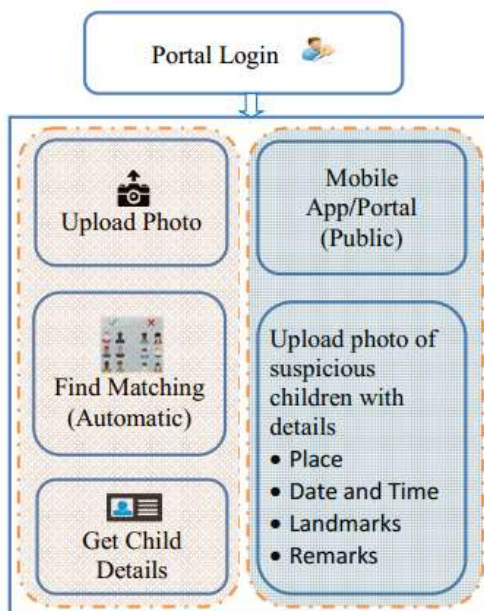 Portal Login
Upload Photo
Find Matching
(Automatic)
Get Child
Details
Mobile
App/Portal
(Public)
Upload photo of
suspicious
children with
details
• Place
• Date and Time
• Landmarks
• Remarks